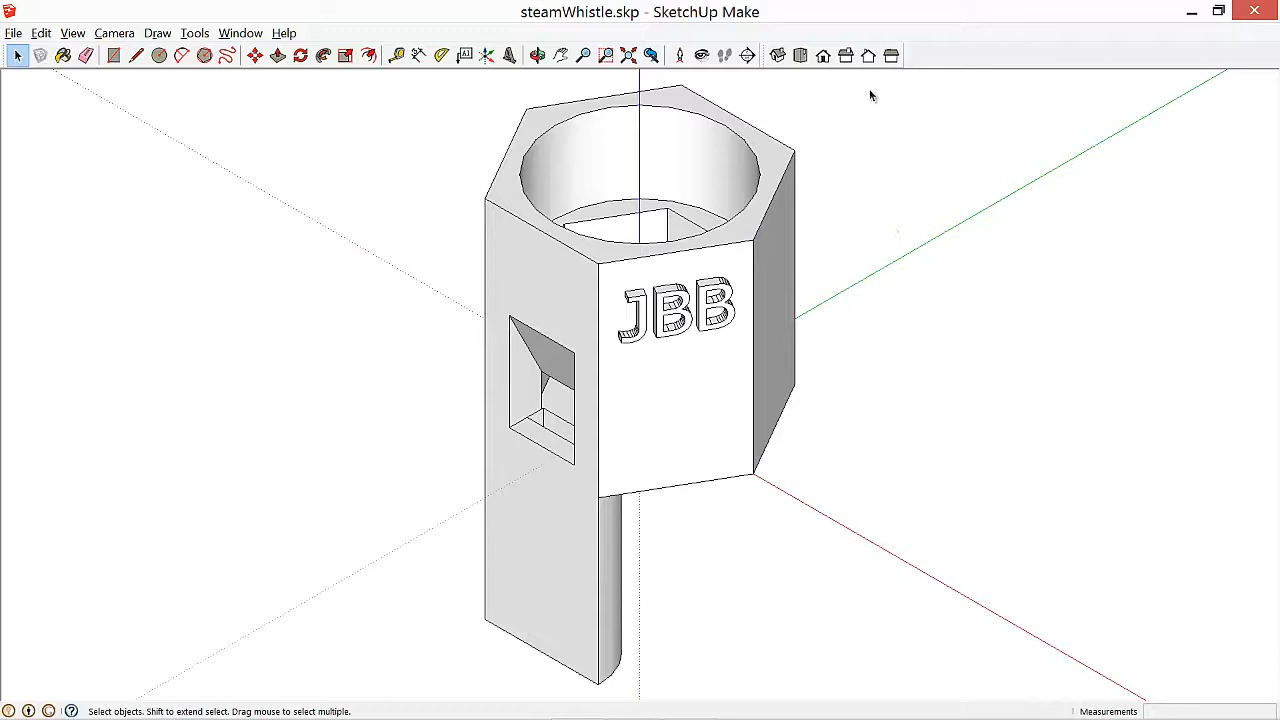 steamWhistle.skp - SketchUp Make
File Edit View Camera Draw Tools Window Help
JBB
Select objects. Shift to extend select. Drag mouse to select multiple.
Measurements